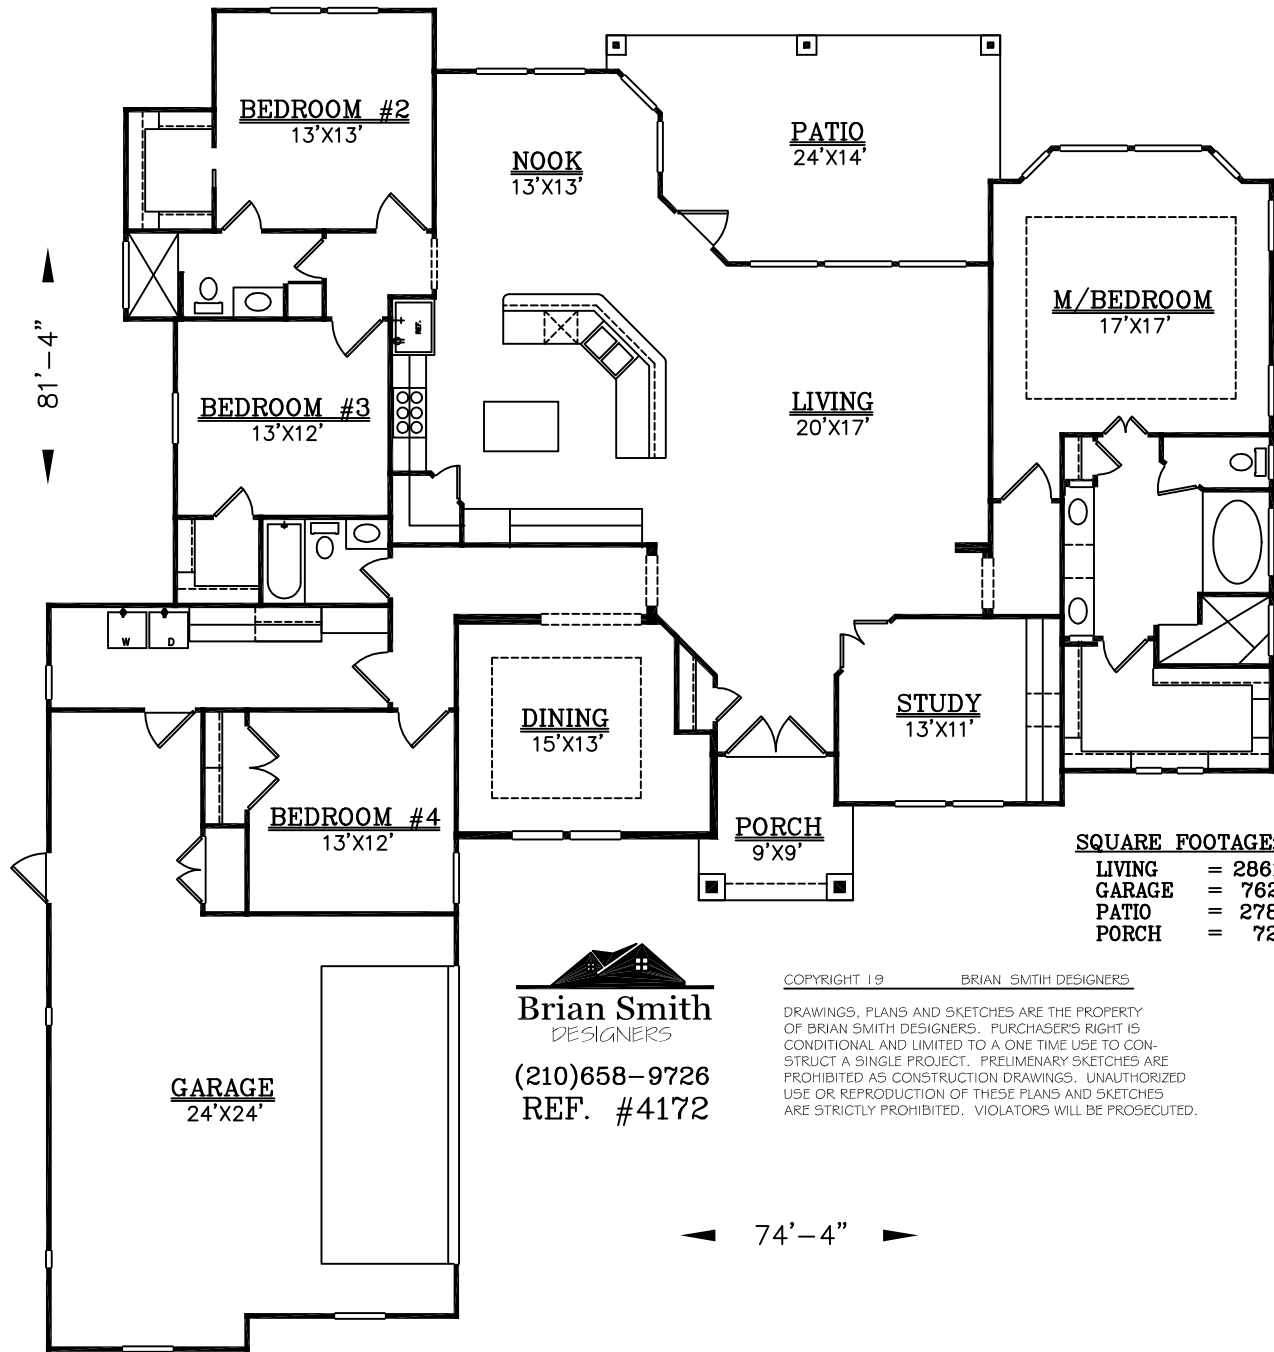 BEDROOM #2
13'X13'
NOOK
13'X13'
PATIO
24'X14'
M/BEDROOM
17'X17'
81'-4"
REF.
BEDROOM #3
13'X12'
LIVING
20'X17'
W
D
DINING
15'X13'
STUDY
13'X11'
BEDROOM #4
13'X12'
PORCH
9'X9'
SQUARE FOOTAGE
LIVING = 286
GARAGE = 762
PATIO = 278
PORCH = 72
Brian Smith
DESIGNERS
(210)658-9726
REF. #4172
COPYRIGHT 19 BRIAN SMTIH DESIGNERS
DRAWINGS, PLANS AND SKETCHES ARE THE PROPERTY
OF BRIAN SMITH DESIGNERS. PURCHASER'S RIGHT IS
CONDITIONAL AND LIMITED TO A ONE TIME USE TO CON-
STRUCT A SINGLE PROJECT. PRELIMENARY SKETCHES ARE
PROHIBITED AS CONSTRUCTION DRAWINGS. UNAUTHORIZED
USE OR REPRODUCTION OF THESE PLANS AND SKETCHES
ARE STRICTLY PROHIBITED. VIOLATORS WILL BE PROSECUTED.
GARAGE
24'X24'
74'-4"